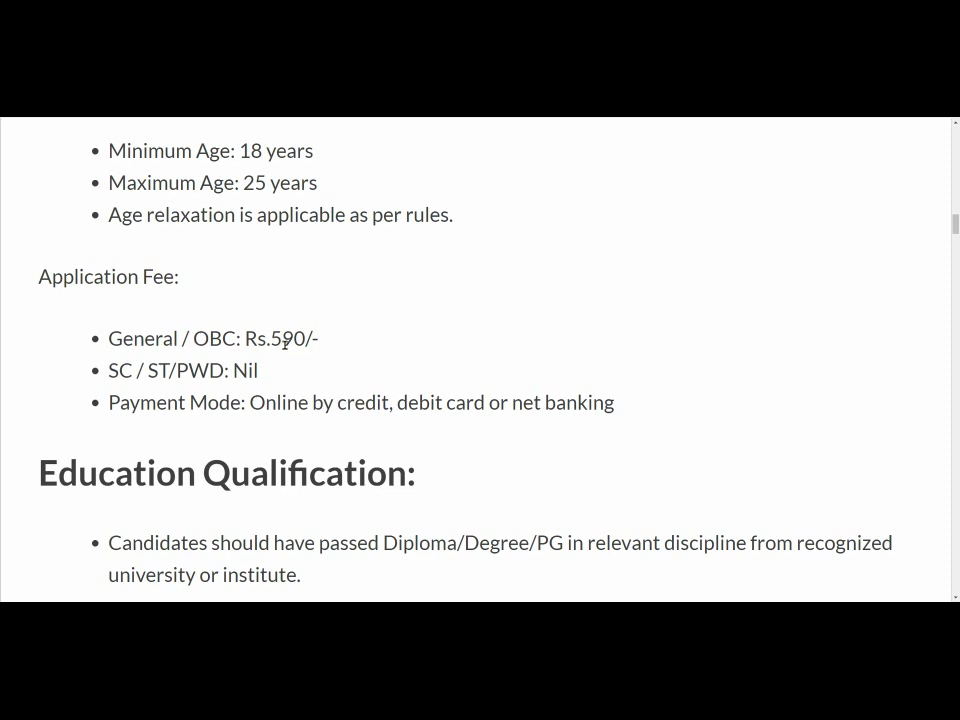 Minimum Age: 18 years
Maximum Age: 25 years
Age relaxation is applicable as per rules.
Application Fee:
General / OBC: Rs.590/-
SC / ST/PWD: Nil
Payment Mode: Online by credit, debit card or net banking
Education Qualification:
Candidates should have passed Diploma/Degree/PG in relevant discipline from recognized
university or institute.